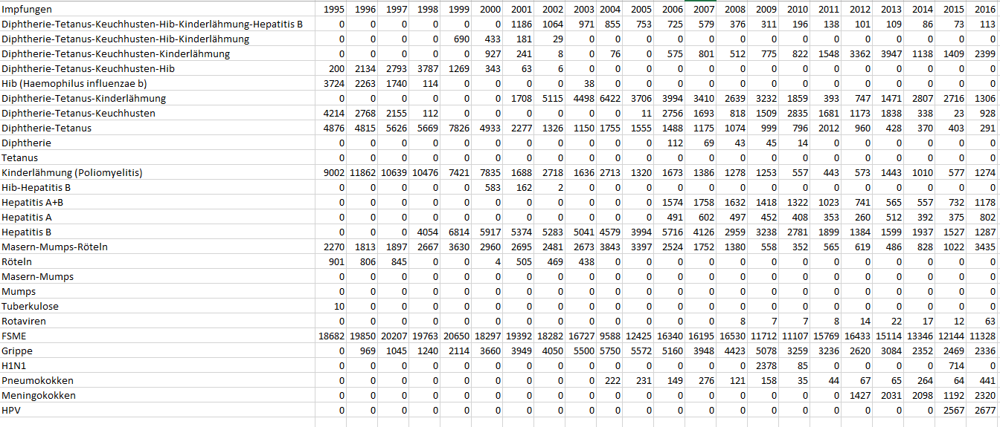 Impfungen 1995 1996 1997 1998 1999 2000 2001 2002 2003 2004 2005 2006 2007 2008 2009 2010 2011 2012 2013 2014 2015 2016
Diphtherie-Tetanus-Keuchhusten-Hib-Kinderlähmung-Hepatitis B 0 0 0 0 0 0 1186 1064 971 855 753 725 579 376 311 196 138 101 109 86 73 113
Diphtherie-Tetanus-Keuchhusten-Hib-Kinderlähmung 0 0 0 0 690 433 181 29 0 0 0 0 0 0 0 0 0 0 0 0 0 0
Diphtherie-Tetanus-Keuchhusten-Kinderlähmung 0 0 0 0 0 927 241 8 0 76 0 575 801 512 775 822 1548 3362 3947 1138 1409 2399
Diphtherie-Tetanus-Keuchhusten-Hib 200 2134 2793 3787 1269 343 63 6 0 0 0 0 0 0 0 0 0 0 0 0 0 0
Hib (Haemophilus influenzae b) 3724 2263 1740 114 0 0 0 0 38 0 0 0 0 0 0 0 0 0 0 0 0 0
Diphtherie-Tetanus-Kinderlähmung 0 0 0 0 0 0 1708 5115 4498 6422 3706 3994 3410 2639 3232 1859 393 747 1471 2807 2716 1306
Diphtherie-Tetanus-Keuchhusten 4214 2768 2155 112 0 0 0 0 0 0 11 2756 1693 818 1509 2835 1681 1173 1838 338 23 928
Diphtherie-Tetanus 4876 4815 5626 5669 7826 4933 2277 1326 1150 1755 1555 1488 1175 1074 999 796 2012 960 428 370 403 291
Diphtherie 0 0 0 0 0 0 0 0 0 0 0 112 69 43 45 14 0 0 0 0 0 0
Tetanus 0 0 0 0 0 0 0 0 0 0 0 0 0 0 0 0 0 0 0 0 0 0
Kinderlähmung (Poliomyelitis) 9002 11862 10639 10476 7421 7835 1688 2718 1636 2713 1320 1673 1386 1278 1253 557 443 573 1443 1010 577 1274
Hib-Hepatitis B 0 0 0 0 0 583 162 2 0 0 0 0 0 0 0 0 0 0 0 0 0 0
Hepatitis A+B 0 0 0 0 0 0 0 0 0 0 0 1574 1758 1632 1418 1322 1023 741 565 557 732 1178
Hepatitis A 0 0 0 0 0 0 0 0 0 0 0 491 602 497 452 408 353 260 512 392 375 802
Hepatitis B 0 0 0 4054 6814 5917 5374 5283 5041 4579 3994 5716 4126 2959 3238 2781 1899 1384 1599 1937 1527 1287
Masern-Mumps-Röteln 2270 1813 1897 2667 3630 2960 2695 2481 2673 3843 3397 2524 1752 1380 558 352 565 619 486 828 1022 3435
Röteln 901 806 845 0 0 4 505 469 438 0 0 0 0 0 0 0 0 0 0 0 0 0
Masern-Mumps 0 0 0 0 0 0 0 0 0 0 0 0 0 0 0 0 0 0 0 0 0 0
Mumps 0 0 0 0 0 0 0 0 0 0 0 0 0 0 0 0 0 0 0 0 0 0
Tuberkulose 10 0 0 0 0 0 0 0 0 0 0 0 0 0 0 0 0 0 0 0 0 0
Rotaviren 0 0 0 0 0 0 0 0 0 0 0 0 0 8 7 7 8 14 22 17 12 63
FSME 18682 19850 20207 19763 20650 18297 19392 18282 16727 9588 12425 16340 16195 16530 11712 11107 15769 16433 15114 13346 12144 11328
Grippe 0 969 1045 1240 2114 3660 3949 4050 5500 5750 5572 5160 3948 4423 5078 3259 3236 2620 3084 2352 2469 2336
H1N1 0 0 0 0 0 0 0 0 0 0 0 0 0 0 2378 85 0 0 0 0 714 0
Pneumokokken 0 0 0 0 0 0 0 0 0 222 231 149 276 121 158 35 44 67 65 264 64 441
Meningokokken 0 0 0 0 0 0 0 0 0 0 0 0 0 0 0 0 0 1427 2031 2098 1192 2320
HPV 0 0 0 0 0 0 0 0 0 0 0 0 0 0 0 0 0 0 0 0 2567 2677